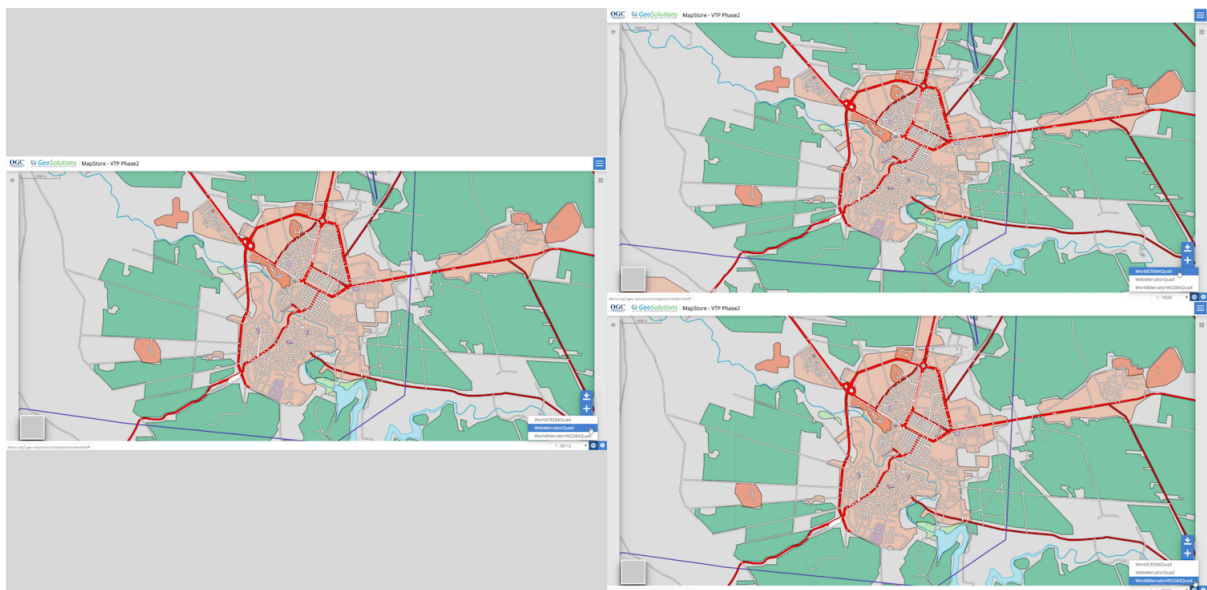 OGC GeoSolutions MapStore - VTP Phase2
WorldCRS84Quad
WebMercatorQuad
WorldMercatorWGS84Quad
OGC GeoSolutions MapStore - VTP Phase2
WorldCRS84Quad
WebMercatorQuad
WorldMercatorWGS84Quad
OGC GeoSolutions MapStore - VTP Phase2
WorldCRS84Quad
WebMercatorQuad
WorldMercatorWGS84Quad